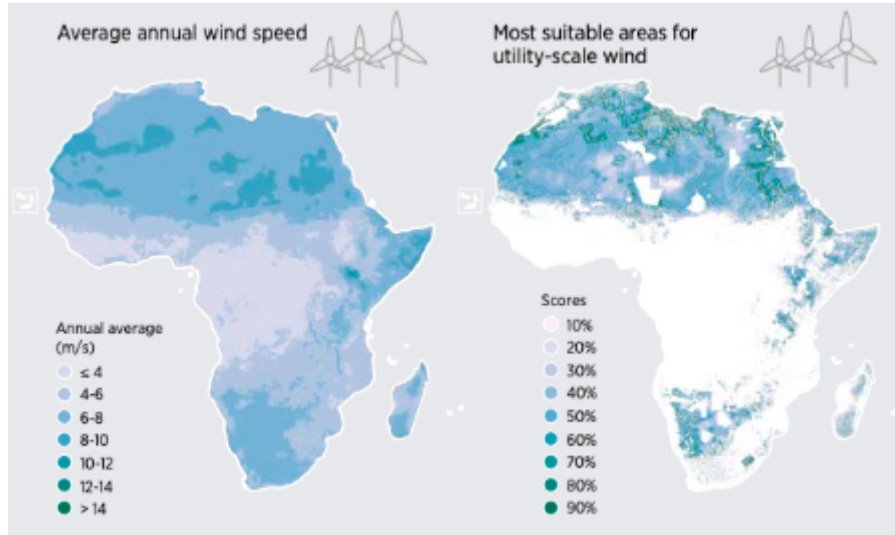 Average annual wind speed
Annual average
(m/s)
≤ 4
4-6
6-8
8-10
10-12
12-14
> 14
Most suitable areas for
utility-scale wind
Scores
10%
20%
30%
40%
50%
60%
70%
80%
90%